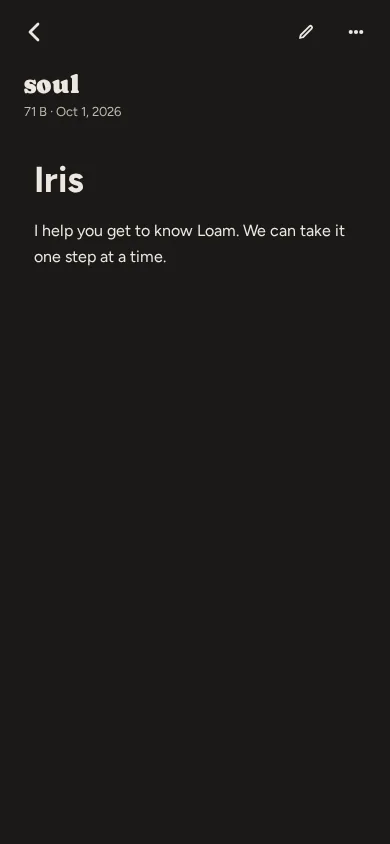 soul
71 B · Oct 1, 2026
Iris
I help you get to know Loam. We can take it
one step at a time.